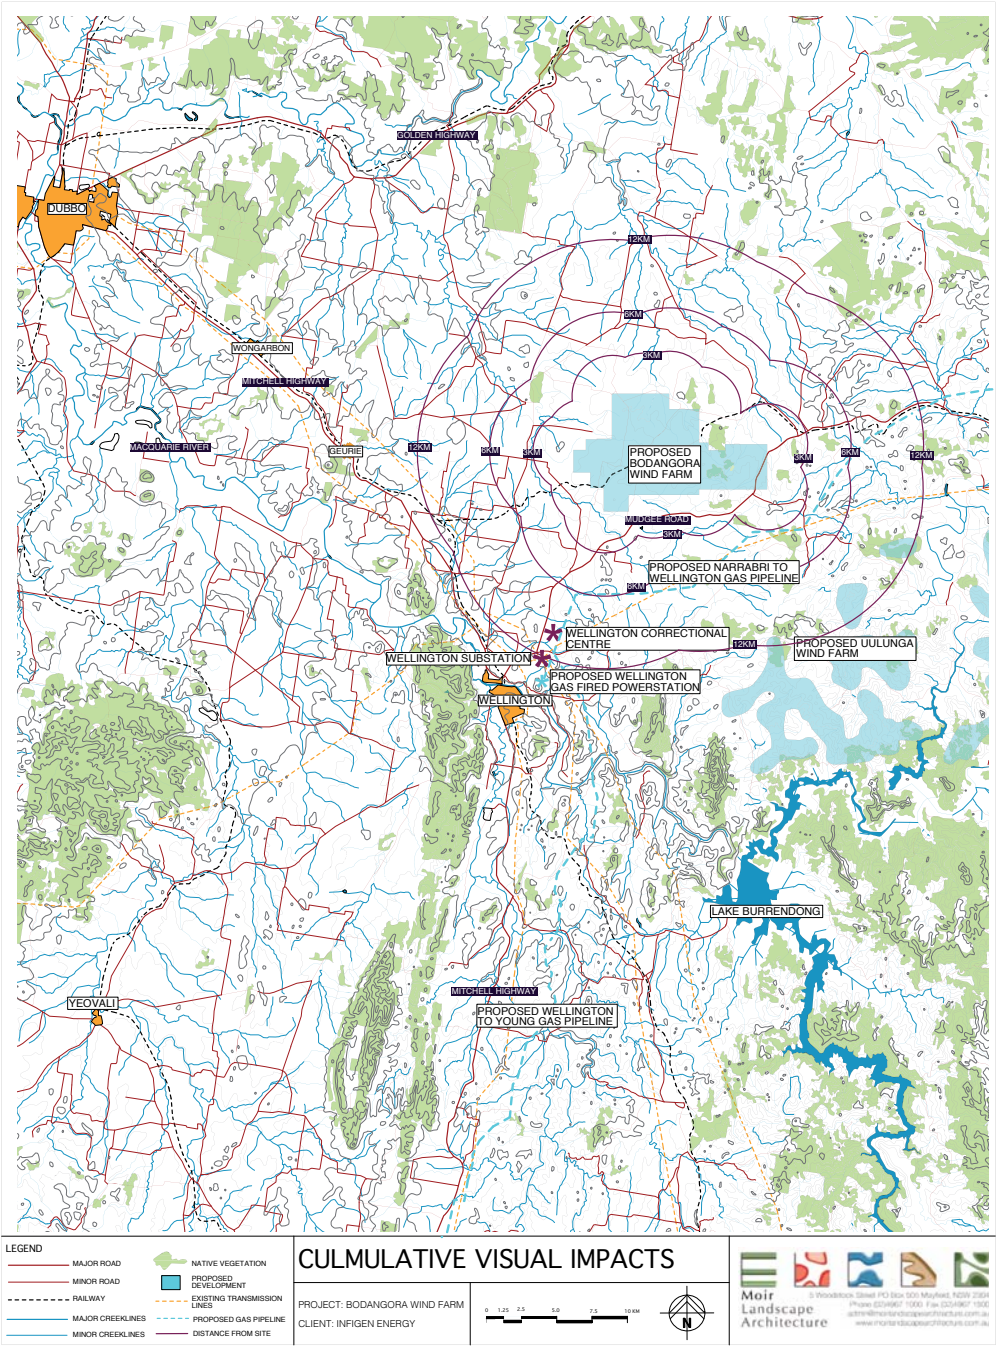 GOLDEN HIGHWAY
DUBBO
12KM
6KM
WONGARBON
3KM
MITCHELL HIGHWAY
MACQUARIE RIVER
GEURIE
12KM
6KM
3KM
PROPOSED
BODANGORA
WIND FARM
3KM
6KM
12KM
MUDGEE ROAD
3KM
PROPOSED NARRABRI TO
WELLINGTON GAS PIPELINE
6KM
WELLINGTON CORRECTIONAL
CENTRE
12KM
PROPOSED UULUNGA
WIND FARM
WELLINGTON SUBSTATION
PROPOSED WELLINGTON
GAS FIRED POWERSTATION
WELLINGTON
LAKE BURRENDONG
MITCHELL HIGHWAY
YEOVALI
PROPOSED WELLINGTON
TO YOUNG GAS PIPELINE
LEGEND
MAJOR ROAD
MINOR ROAD
RAILWAY
MAJOR CREEKLINES
MINOR CREEKLINES
NATIVE VEGETATION
PROPOSED
DEVELOPMENT
EXISTING TRANSMISSION
LINES
PROPOSED GAS PIPELINE
DISTANCE FROM SITE
CULMULATIVE VISUAL IMPACTS
PROJECT: BODANGORA WIND FARM
CLIENT: INFIGEN ENERGY
0 1.25 2.5 5.0 7.5 10 KM
N
Moir
Landscape
Architecture